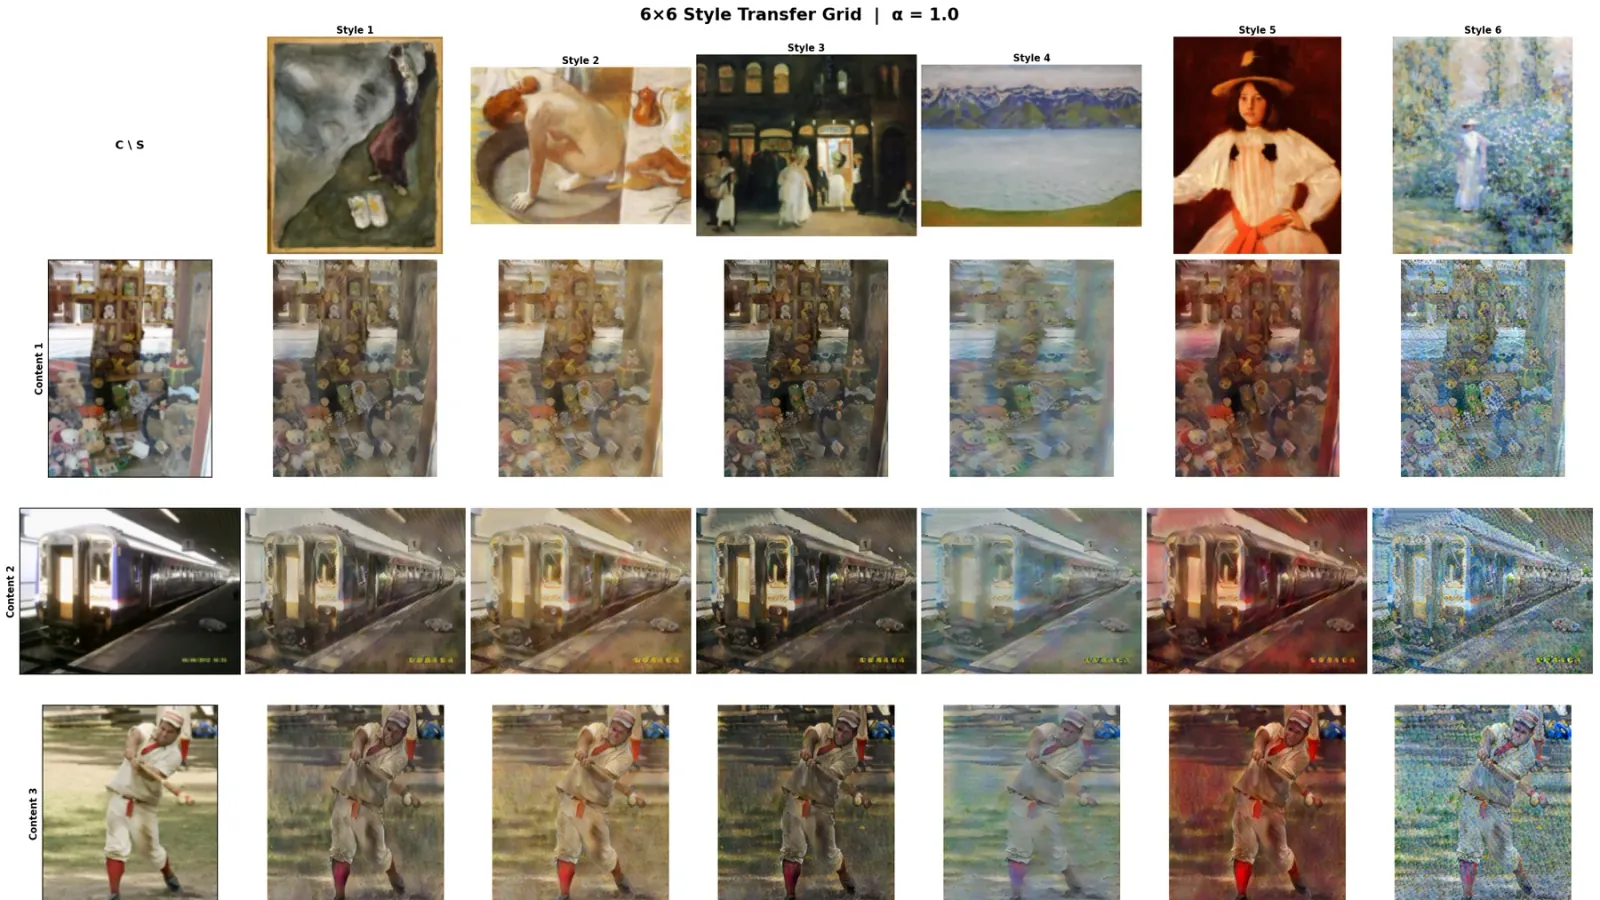 6×6 Style Transfer Grid | α = 1.0
Style 1
Style 2
Style 3
Style 4
Style 5
Style 6
C \ S
Content 1
Content 2
Content 3